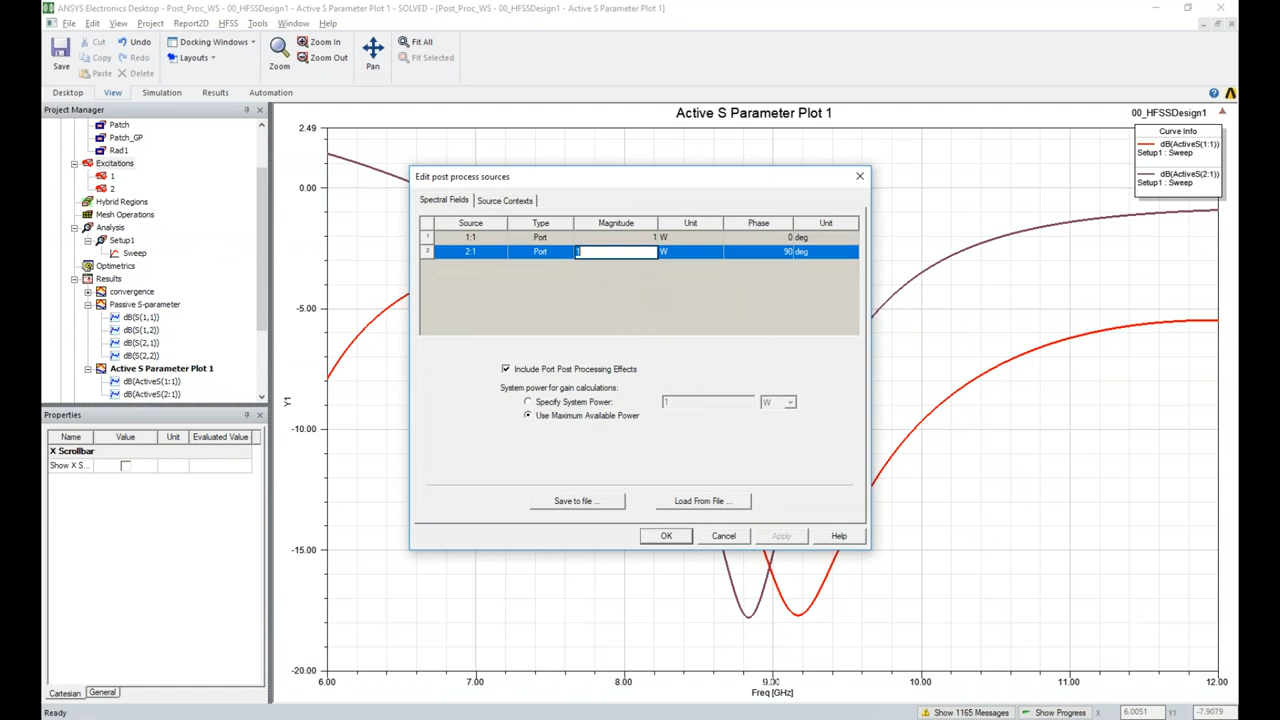 ANSYS Electronics Desktop - Post_Proc_WS - 00_HFSSDesign - Active S Parameter Plot 1 - SOLVED - [Post_Proc_WS - 00_HFSSDesign - Active S Parameter Plot 1]
File Edit View Project Report2D HFSS Tools Window Help
Save Cut Copy Paste Undo Redo Delete Docking Windows Layouts Zoom Zoom In Zoom Out Pan Fit All Fit Selected
Desktop View Simulation Results Automation
Project Manager
Patch
Patch_GP
Rad1
Excitations
1
2
Hybrid Regions
Mesh Operations
Analysis
Setup1
Sweep
Optimetrics
Results
convergence
Passive S-parameter
dB(S(1,1))
dB(S(1,2))
dB(S(2,1))
dB(S(2,2))
Active S Parameter Plot 1
dB(ActiveS(1:1))
dB(ActiveS(2:1))
Properties
Name Value Unit Evaluated Value
X Scrollbar
Show X S...
Cartesian General
Active S Parameter Plot 1
00_HFSSDesign1
Curve Info
dB(ActiveS(1:1))
Setup1 : Sweep
dB(ActiveS(2:1))
Setup1 : Sweep
2.49
0.00
-5.00
-10.00
-15.00
-20.00
Y1
6.00 7.00 8.00 9.00 10.00 11.00 12.00
Freq [GHz]
Edit post process sources
Spectral Fields Source Contexts
Source Type Magnitude Unit Phase Unit
1 1:1 Port 1 W 0 deg
2 2:1 Port 1 W 90 deg
Include Port Post Processing Effects
System power for gain calculations:
Specify System Power: 1 W
Use Maximum Available Power
Save to file ... Load From File ...
OK Cancel Apply Help
Ready
Show 1165 Messages Show Progress X 6.0051 Y1 -7.9079